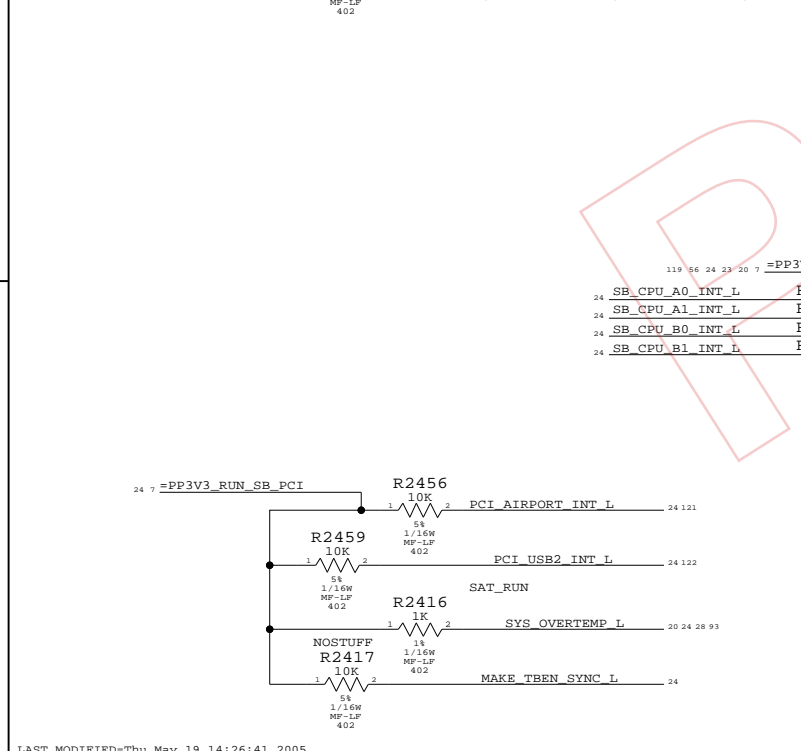 MF-LF
402
119 56 24 23 20 7 =PP3
24 SB_CPU_A0_INT_L
24 SB_CPU_A1_INT_L
24 SB_CPU_B0_INT_L
24 SB_CPU_B1_INT_L
24 7 =PP3V3_RUN_SB_PCI
R2456
10K
1 2 PCI_AIRPORT_INT_L 24 121
5%
1/16W
MF-LF
402
R2459
10K
1 2 PCI_USB2_INT_L 24 122
5%
1/16W
MF-LF
402
SAT_RUN
R2416
1K
1 2 SYS_OVERTEMP_L 20 24 28 93
1%
1/16W
MF-LF
402
NOSTUFF
R2417
10K
1 2 MAKE_TBEN_SYNC_L 24
5%
1/16W
MF-LF
402
LAST_MODIFIED=Thu May 19 14:26:41 2005